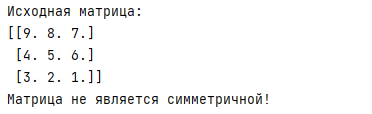 Исходная матрица:
[[9. 8. 7.]
 [4. 5. 6.]
 [3. 2. 1.]]
Матрица не является симметричной!